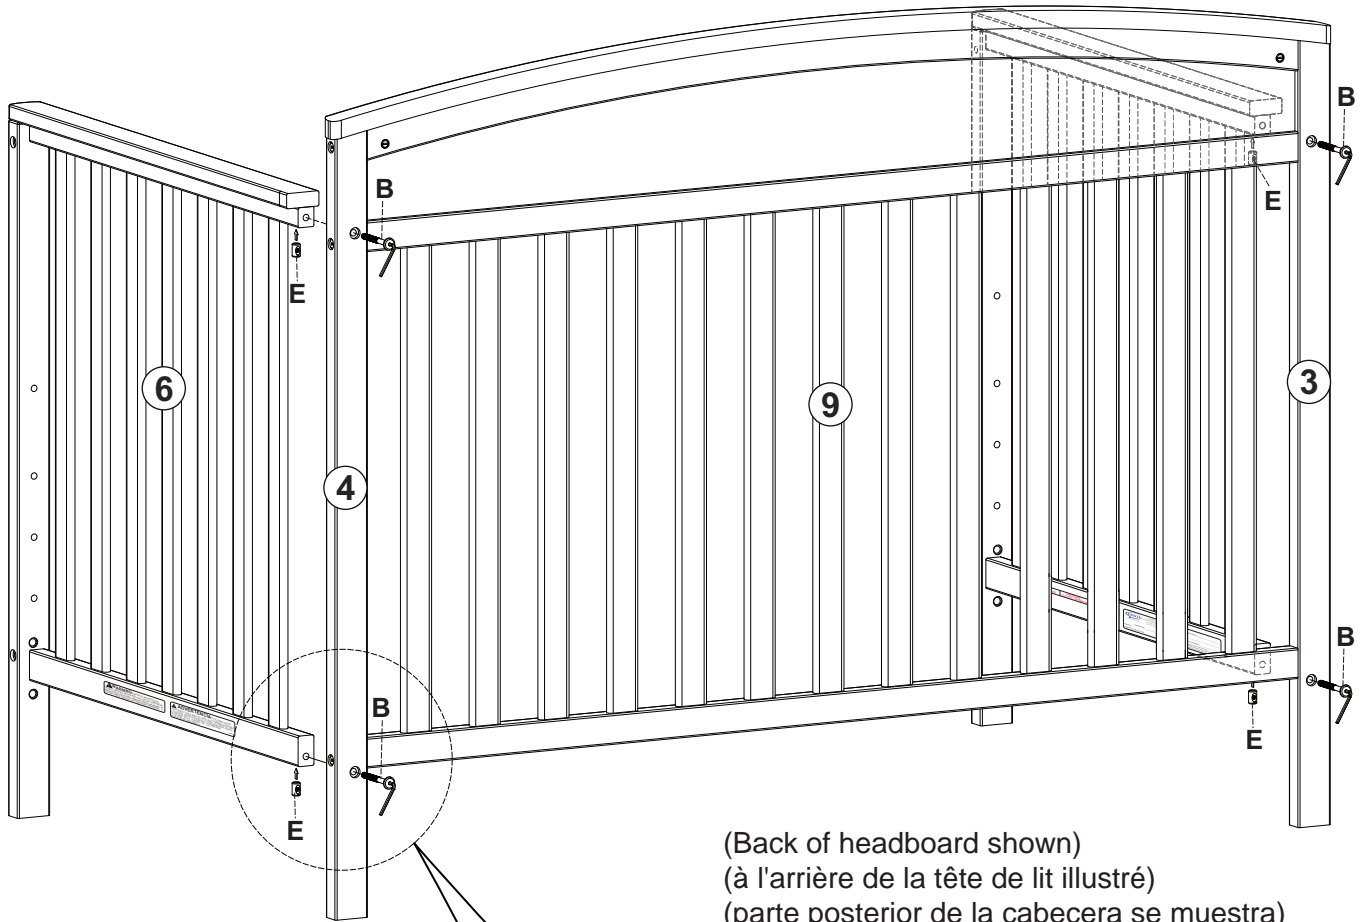 B
B
E
E
6
9
3
4
B
B
E
E
(Back of headboard shown)
(à l'arrière de la tête de lit illustré)
(parte posterior de la cabecera se muestra)